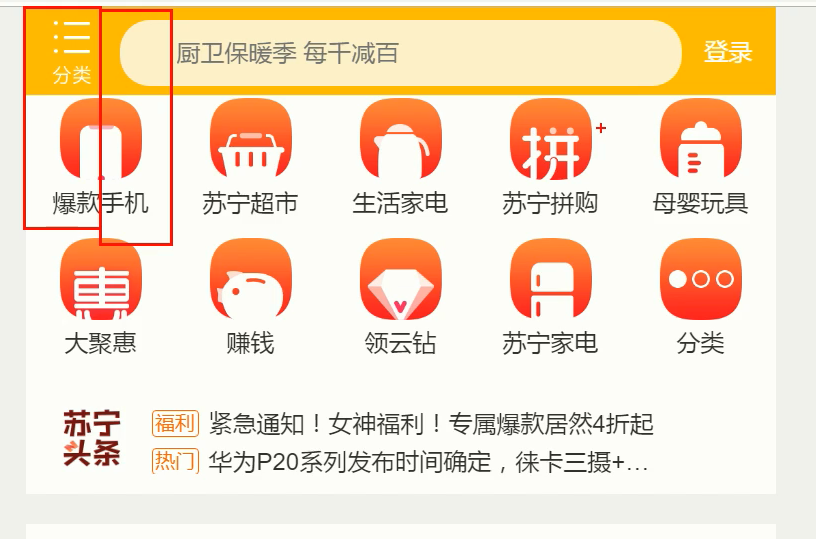 分类
厨卫保暖季 每千减百
登录
拼
爆款手机
苏宁超市
生活家电
苏宁拼购
母婴玩具
惠
大聚惠
赚钱
领云钻
苏宁家电
分类
苏宁
头条
福利 紧急通知！女神福利！专属爆款居然4折起
热门 华为P20系列发布时间确定，徕卡三摄+…